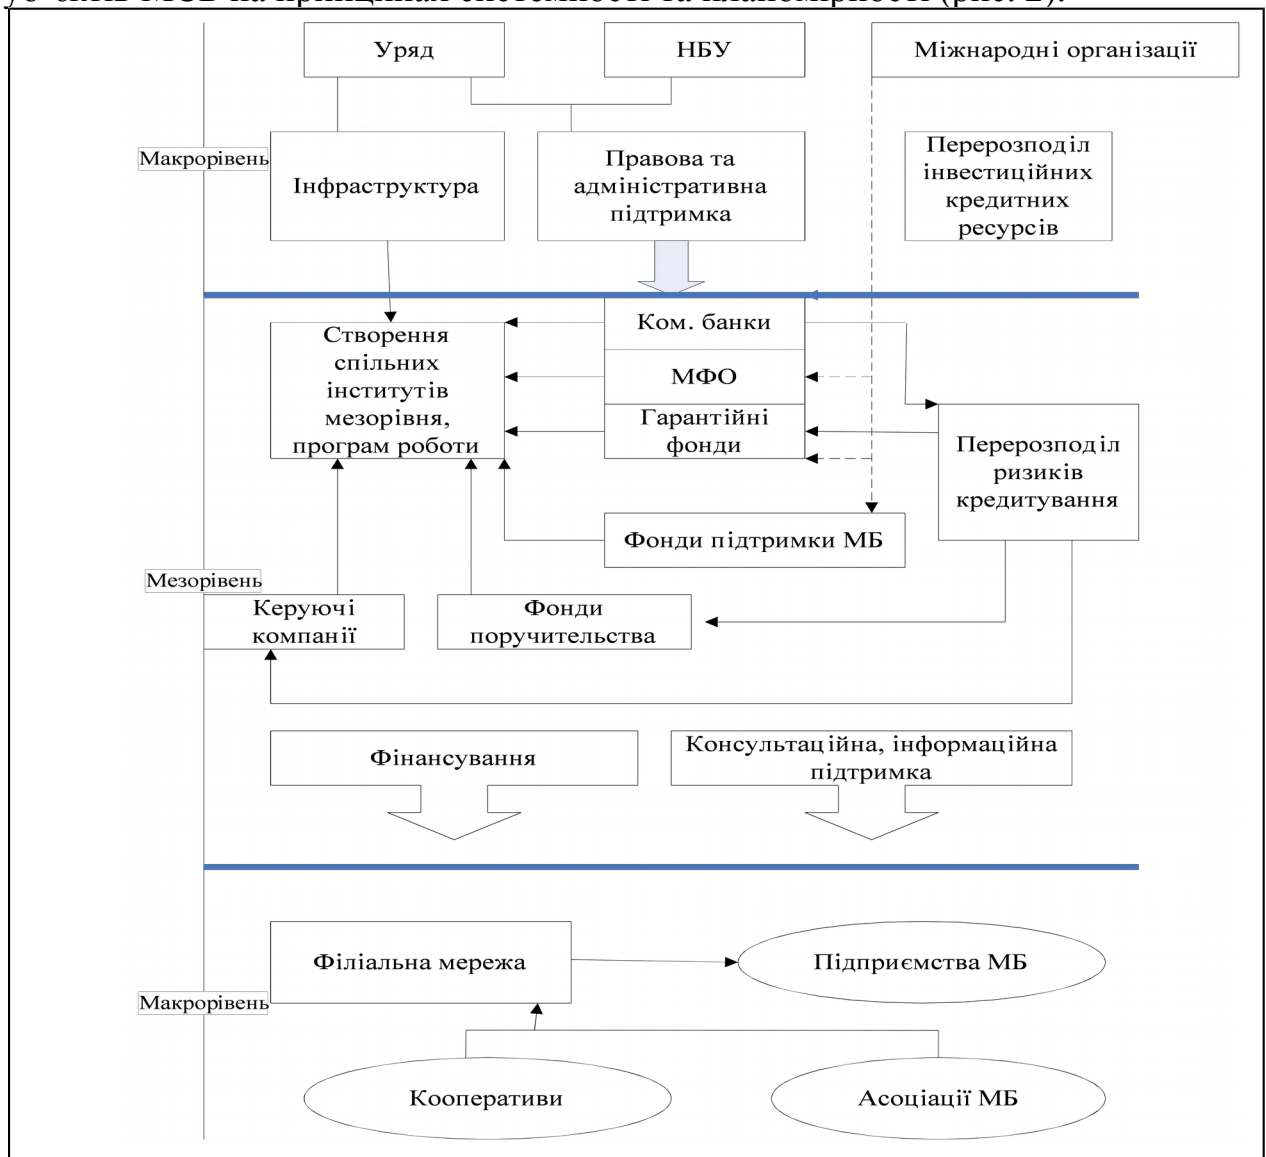 Уряд
НБУ
Міжнародні організації
Макрорівень
Інфраструктура
Правова та
адміністративна
підтримка
Перерозподіл
інвестиційних
кредитних
ресурсів
Ком. банки
МФО
Гарантійні
фонди
Створення
спільних
інститутів
мезорівня,
програм роботи
Перерозподіл
ризиків
кредитування
Фонди підтримки МБ
Мезорівень
Керуючі
компанії
Фонди
поручительства
Фінансування
Консультаційна, інформаційна
підтримка
Філіальна мережа
Підприємства МБ
Макрорівень
Кооперативи
Асоціації МБ